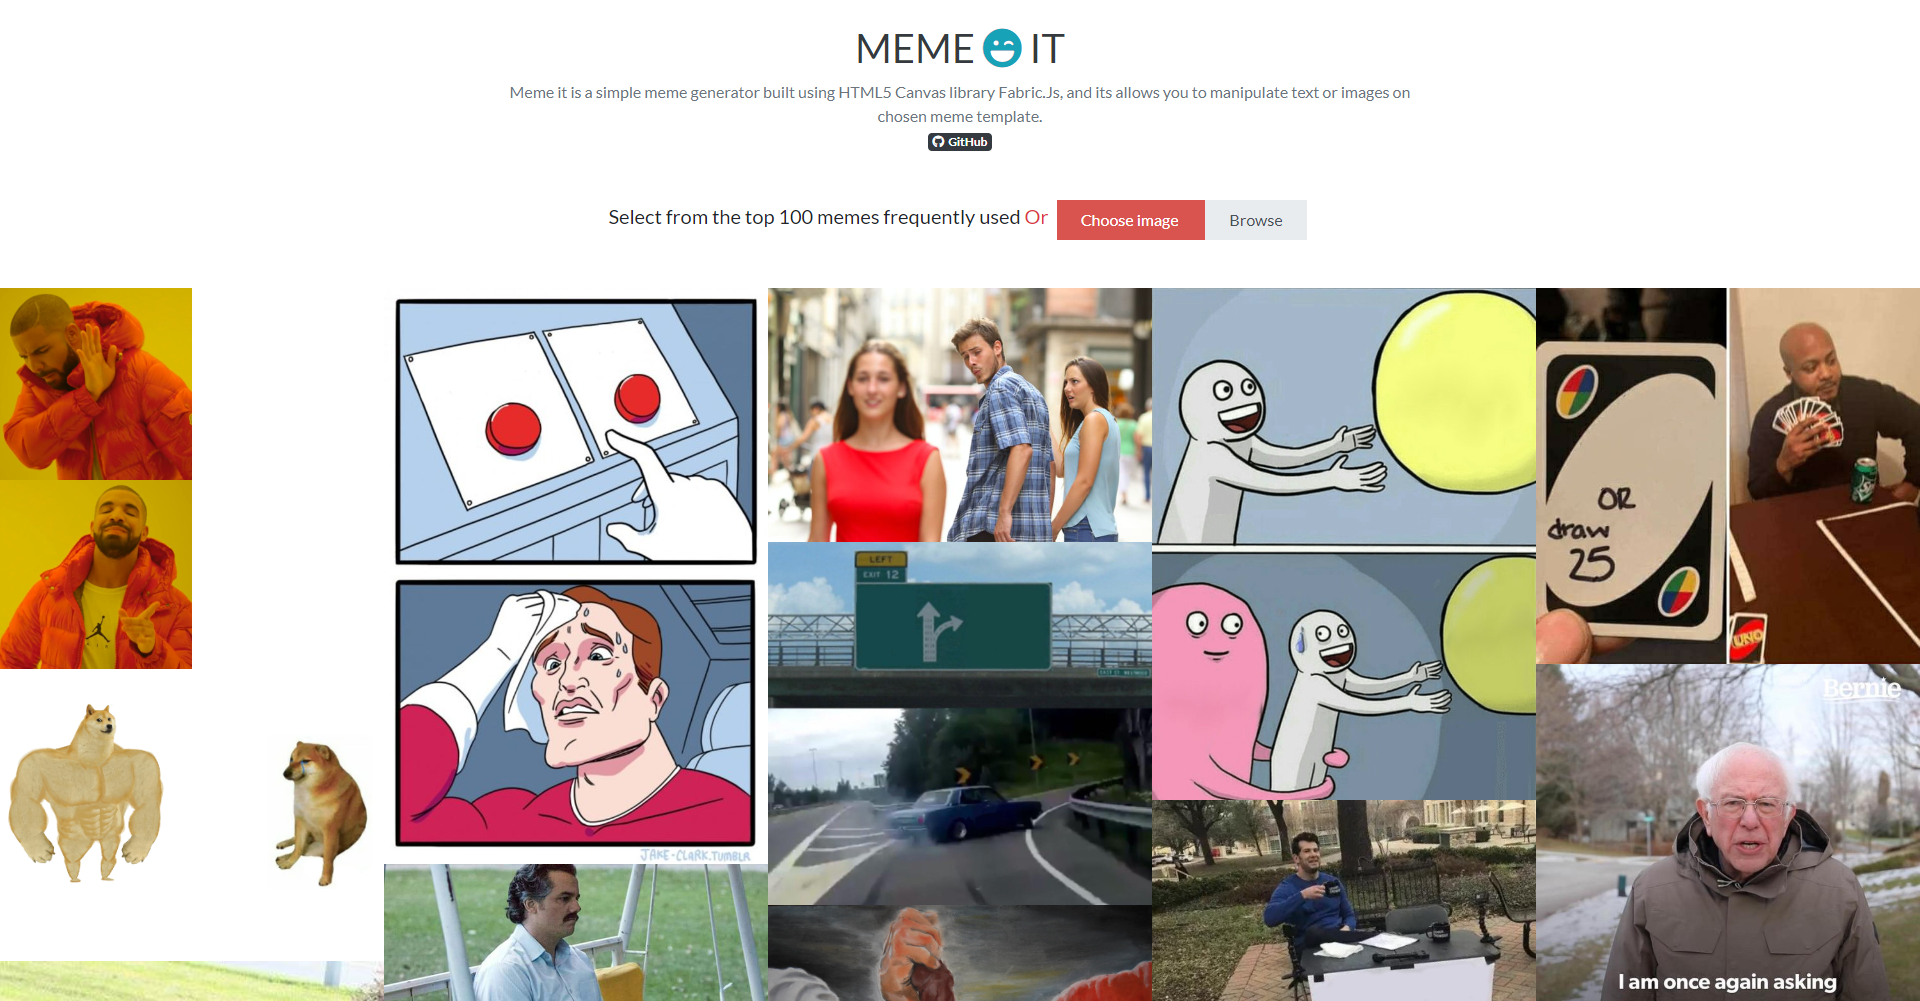 MEME IT
Meme it is a simple meme generator built using HTML5 Canvas library Fabric.Js, and its allows you to manipulate text or images on
chosen meme template.
GitHub
Select from the top 100 memes frequently used Or
Choose image
Browse
LEFT
EXIT 12
OR
draw
25
UNO
Bernie
JAKE-CLARK.TUMBLR
I am once again asking